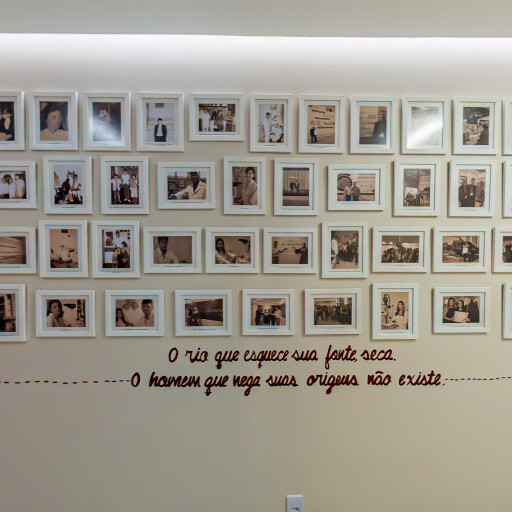 O rio que esquece sua fonte, seca.
O homem que nega suas origens não existe.